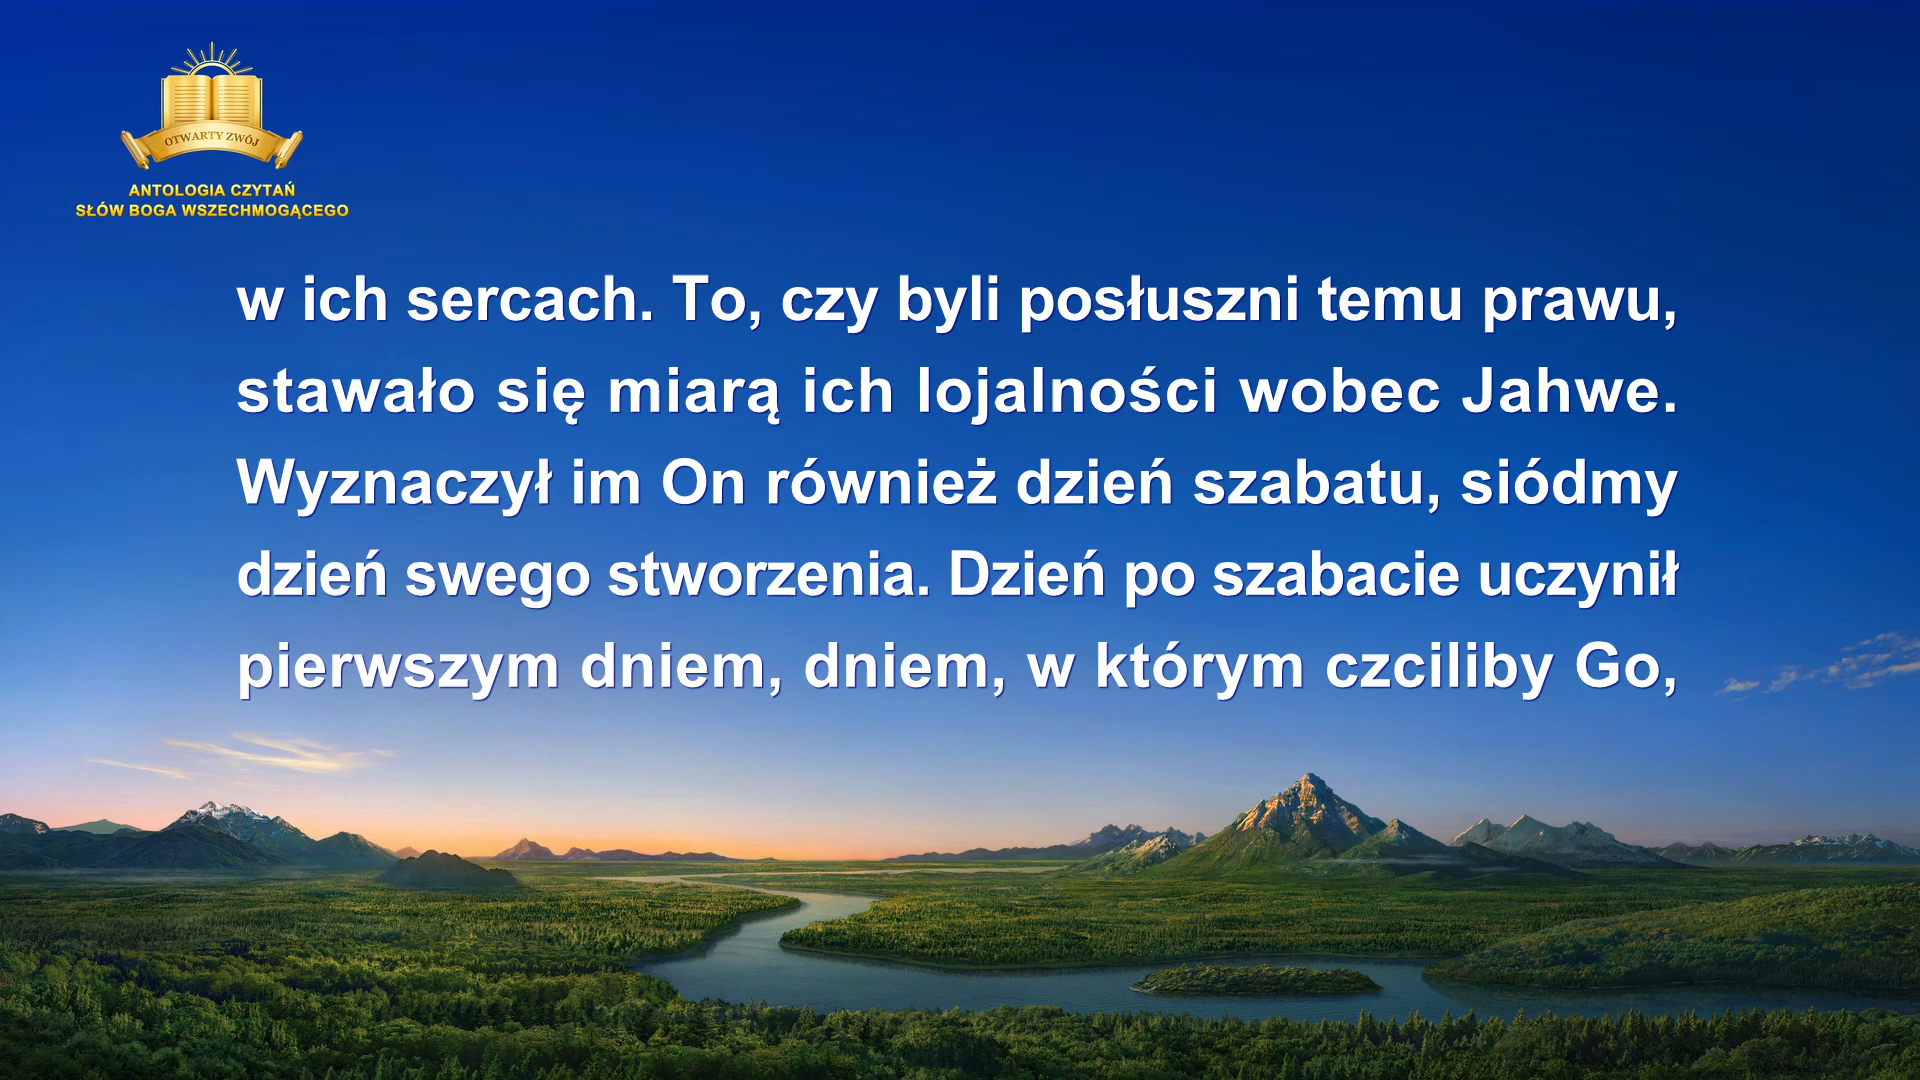 OTWARTY ZWÓJ
ANTOLOGIA CZYTAŃ
SŁÓW BOGA WSZECHMOGĄCEGO
w ich sercach. To, czy byli posłuszni temu prawu,
stawało się miarą ich lojalności wobec Jahwe.
Wyznaczył im On również dzień szabatu, siódmy
dzień swego stworzenia. Dzień po szabacie uczynił
pierwszym dniem, dniem, w którym czciliby Go,